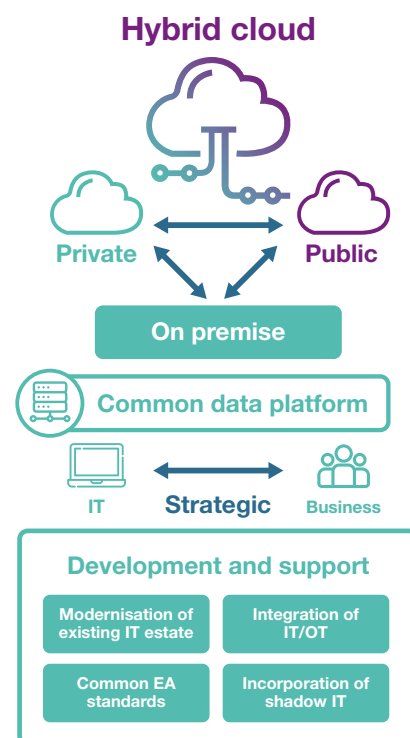 Hybrid cloud
Private
Public
On premise
Common data platform
IT
Strategic
Business
Development and support
Modernisation of
existing IT estate
Integration of
IT/OT
Common EA
standards
Incorporation of
shadow IT